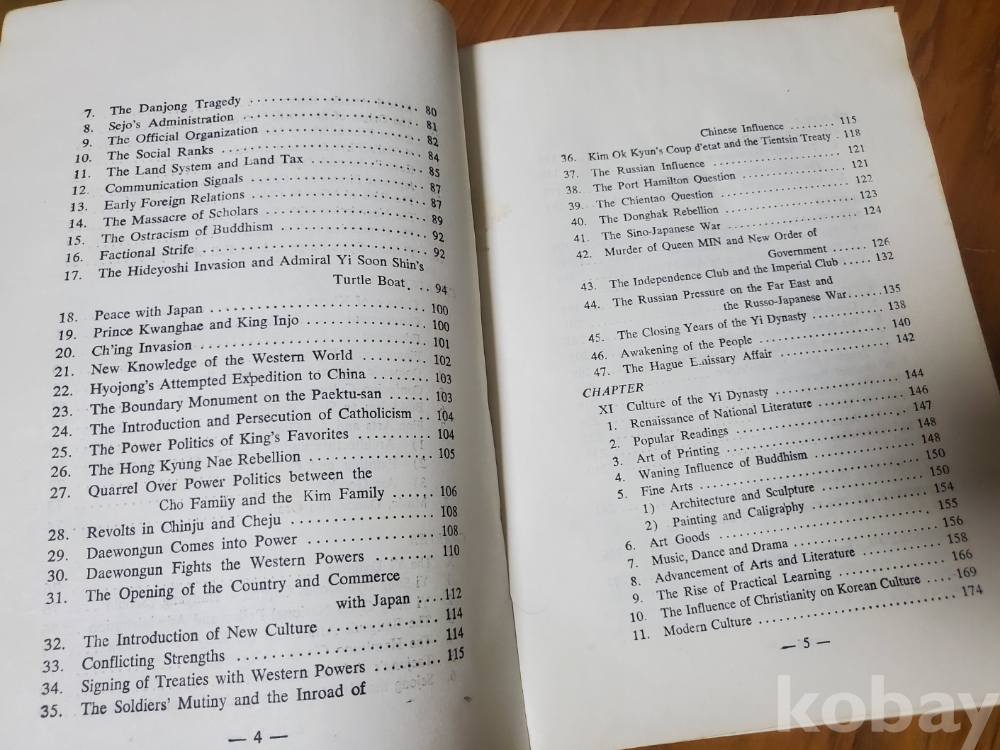 7. The Danjong Tragedy ........................ 80
8. Sejo's Administration ........................ 81
9. The Official Organization ........................ 82
10. The Social Ranks ........................ 84
11. The Land System and Land Tax ............... 85
12. Communication Signals ........................ 87
13. Early Foreign Relations ........................ 87
14. The Massacre of Scholars ........................ 89
15. The Ostracism of Buddhism ..................... 92
16. Factional Strife ........................ 92
17. The Hideyoshi Invasion and Admiral Yi Soon Shin's
Turtle Boat. ... 94
18. Peace with Japan ........................ 100
19. Prince Kwanghae and King Injo ............... 100
20. Ch'ing Invasion ........................ 101
21. New Knowledge of the Western World ......... 102
22. Hyojong's Attempted Expedition to China ........ 103
23. The Boundary Monument on the Paektu-san ...... 103
24. The Introduction and Persecution of Catholicism .. 104
25. The Power Politics of King's Favorites ......... 104
26. The Hong Kyung Nae Rebellion ............... 105
27. Quarrel Over Power Politics between the
Cho Family and the Kim Family ...... 106
28. Revolts in Chinju and Cheju .................. 108
29. Daewongun Comes into Power .................. 108
30. Daewongun Fights the Western Powers ......... 110
31. The Opening of the Country and Commerce
with Japan ....112
32. The Introduction of New Culture ............... 114
33. Conflicting Strengths ........................ 114
34. Signing of Treaties with Western Powers ......... 115
35. The Soldiers' Mutiny and the Inroad of
— 4 —
Chinese Influence ......... 115
36. Kim Ok Kyun's Coup d'etat and the Tientsin Treaty . 118
37. The Russian Influence ..................... 121
38. The Port Hamilton Question .................. 121
39. The Chientao Question ..................... 122
40. The Donghak Rebellion ..................... 123
41. The Sino-Japanese War ..................... 124
42. Murder of Queen MIN and New Order of
Government ...... 126
43. The Independence Club and the Imperial Club ..... 132
44. The Russian Pressure on the Far East and
the Russo-Japanese War......135
45. The Closing Years of the Yi Dynasty ............ 138
46. Awakening of the People ..................... 140
47. The Hague Emissary Affair .................. 142
CHAPTER
XI Culture of the Yi Dynasty .................. 144
1. Renaissance of National Literature ............ 146
2. Popular Readings ........................ 147
3. Art of Printing ........................ 148
4. Waning Influence of Buddhism ............... 148
5. Fine Arts ........................ 150
1) Architecture and Sculpture ............... 150
2) Painting and Caligraphy .................. 154
6. Art Goods ........................ 155
7. Music, Dance and Drama ..................... 156
8. Advancement of Arts and Literature ............ 158
9. The Rise of Practical Learning ............... 166
10. The Influence of Christianity on Korean Culture .... 169
11. Modern Culture ........................ 174
— 5 —
kobay